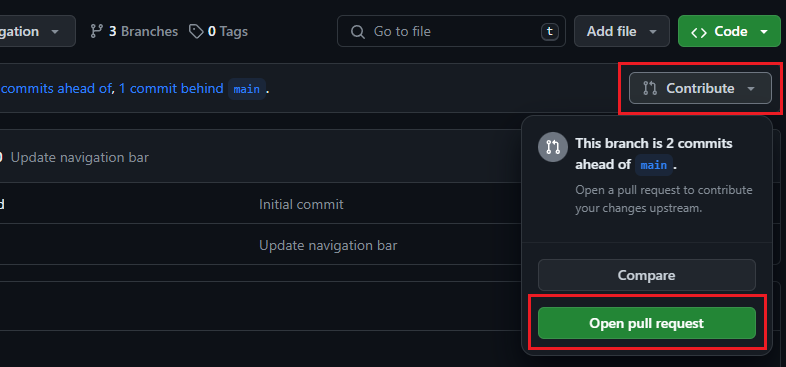 gation
3 Branches
0 Tags
Go to file
t
Add file
<> Code
commits ahead of, 1 commit behind main.
Contribute
Update navigation bar
This branch is 2 commits
ahead of main.
Open a pull request to contribute
your changes upstream.
Initial commit
Update navigation bar
Compare
Open pull request